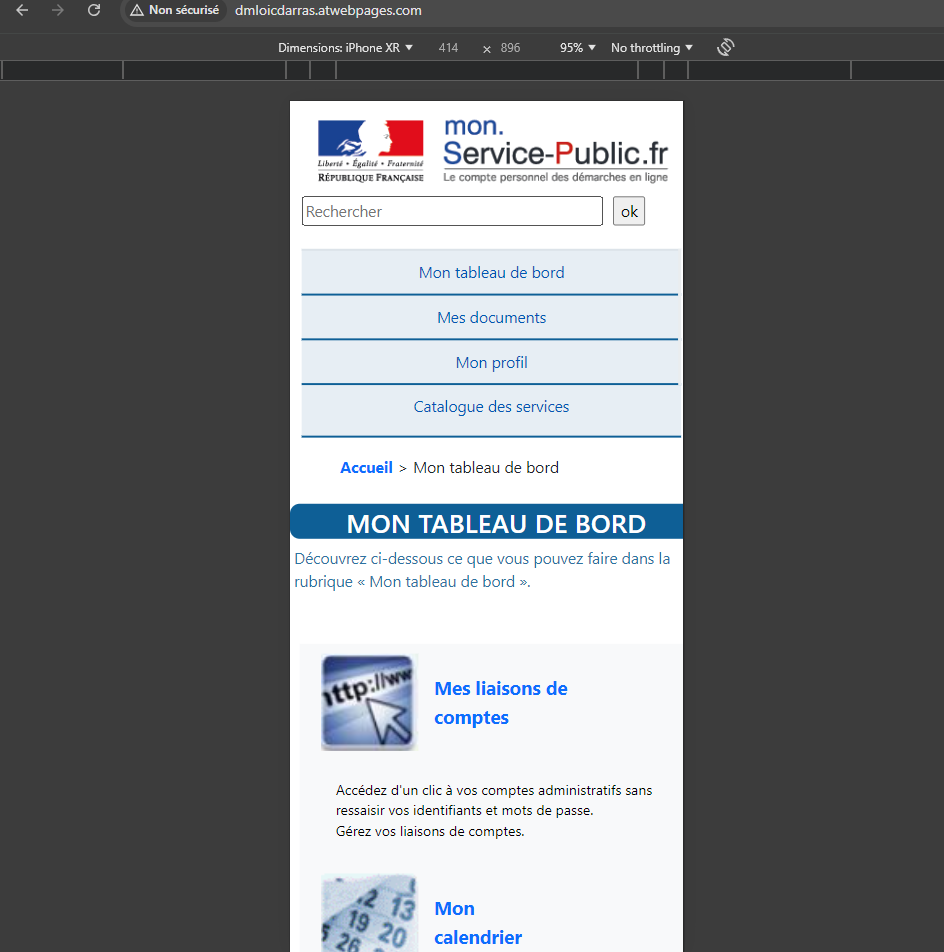 Non sécurisé dmloicdarras.atwebpages.com
Dimensions: iPhone XR ▼ 414 × 896 95% ▼ No throttling ▼
mon.
Service-Public.fr
Le compte personnel des démarches en ligne
Liberté • Égalité • Fraternité
RÉPUBLIQUE FRANÇAISE
Rechercher ok
Mon tableau de bord
Mes documents
Mon profil
Catalogue des services
Accueil > Mon tableau de bord
MON TABLEAU DE BORD
Découvrez ci-dessous ce que vous pouvez faire dans la
rubrique « Mon tableau de bord ».
http://ww
Mes liaisons de
comptes
Accédez d'un clic à vos comptes administratifs sans
ressaisir vos identifiants et mots de passe.
Gérez vos liaisons de comptes.
12 13
19 20
26
Mon
calendrier